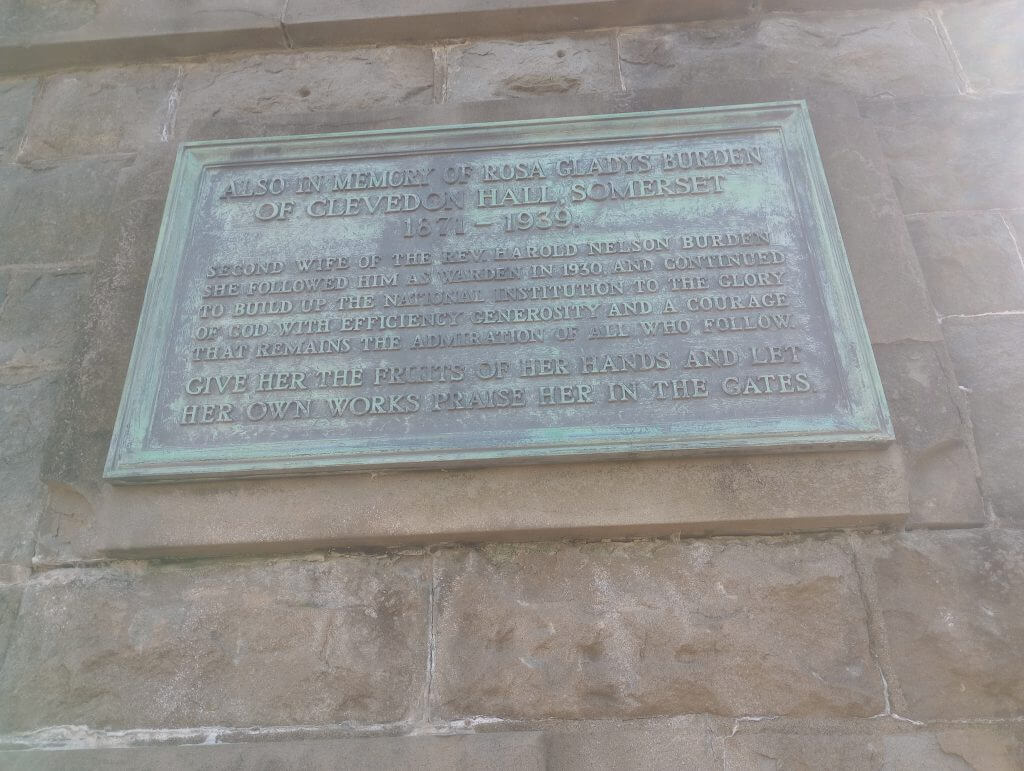 ALSO IN MEMORY OF ROSA GLADYS BURDEN
OF CLEVEDON HALL, SOMERSET
1871 – 1939.
SECOND WIFE OF THE REV. HAROLD NELSON BURDEN
SHE FOLLOWED HIM AS WARDEN IN 1930, AND CONTINUED
TO BUILD UP THE NATIONAL INSTITUTION TO THE GLORY
OF GOD WITH EFFICIENCY GENEROSITY AND A COURAGE
THAT REMAINS THE ADMIRATION OF ALL WHO FOLLOW.
GIVE HER THE FRUITS OF HER HANDS AND LET
HER OWN WORKS PRAISE HER IN THE GATES.